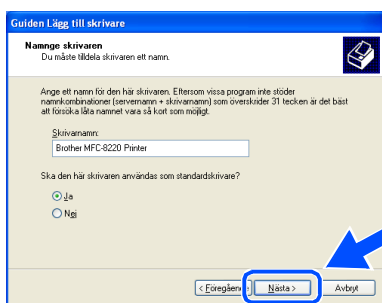 Guiden Lägg till skrivare
Namnge skrivaren
Du måste tilldela skrivaren ett namn.
Ange ett namn för den här skrivaren. Eftersom vissa program inte stöder
namnkombinationer (servernamn + skrivarnamn) som överskrider 31 tecken är det bäst
att försöka låta namnet vara så kort som möjligt.
Skrivarnamn:
Brother MFC-8220 Printer
Ska den här skrivaren användas som standardskrivare?
Ja
Nej
< Föregåen Nästa > Avbryt